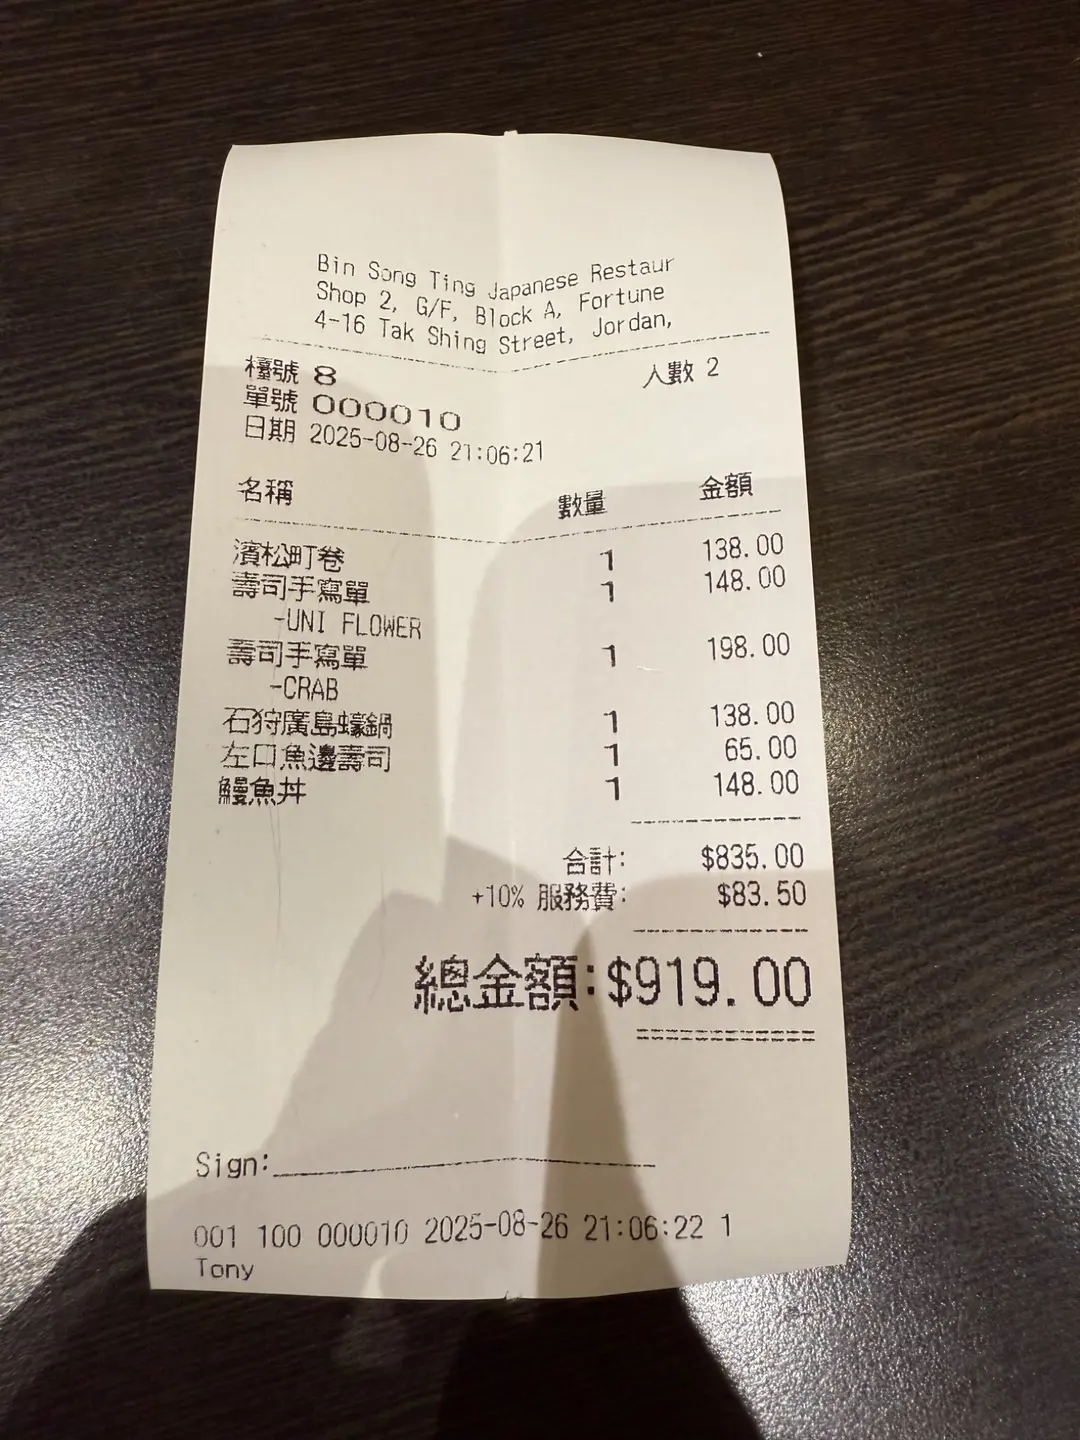 Bin Song Ting Japanese Restaur
Shop 2, G/F, Block A, Fortune
4-16 Tak Shing Street, Jordan,
檯號 8 人數 2
單號 000010
日期 2025-08-26 21:06:21
名稱 數量 金額
濱松町卷 1 138.00
壽司手寫單 1 148.00
-UNI FLOWER
壽司手寫單 1 198.00
-CRAB
石狩廣島蠔鍋 1 138.00
左口魚邊壽司 1 65.00
鰻魚丼 1 148.00
合計: $835.00
+10% 服務費: $83.50
總金額:$919.00
Sign:
001 100 000010 2025-08-26 21:06:22 1
Tony